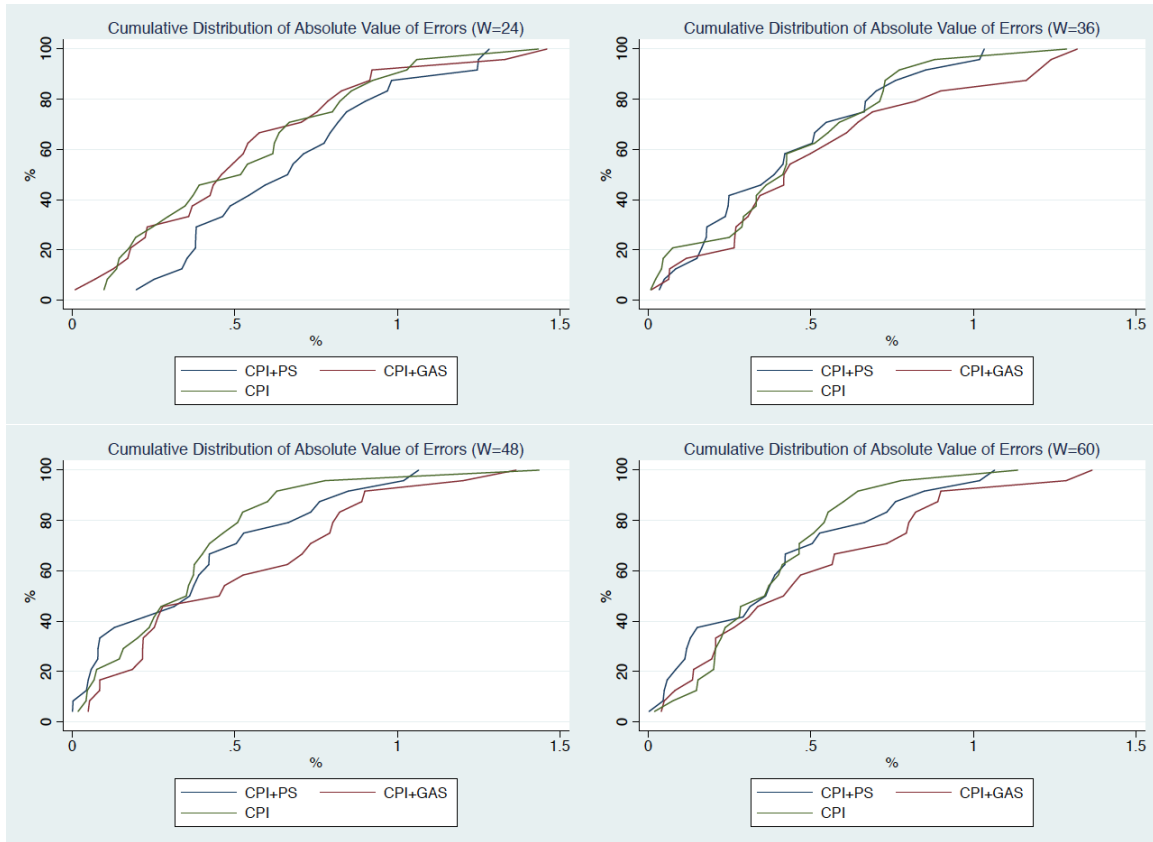 Cumulative Distribution of Absolute Value of Errors (W=24)
100
80
60
40
20
0
%
0 .5 1 1.5
%
CPI+PS CPI+GAS
CPI
Cumulative Distribution of Absolute Value of Errors (W=36)
100
80
60
40
20
0
%
0 .5 1 1.5
%
CPI+PS CPI+GAS
CPI
Cumulative Distribution of Absolute Value of Errors (W=48)
100
80
60
40
20
0
%
0 .5 1 1.5
%
CPI+PS CPI+GAS
CPI
Cumulative Distribution of Absolute Value of Errors (W=60)
100
80
60
40
20
0
%
0 .5 1 1.5
%
CPI+PS CPI+GAS
CPI